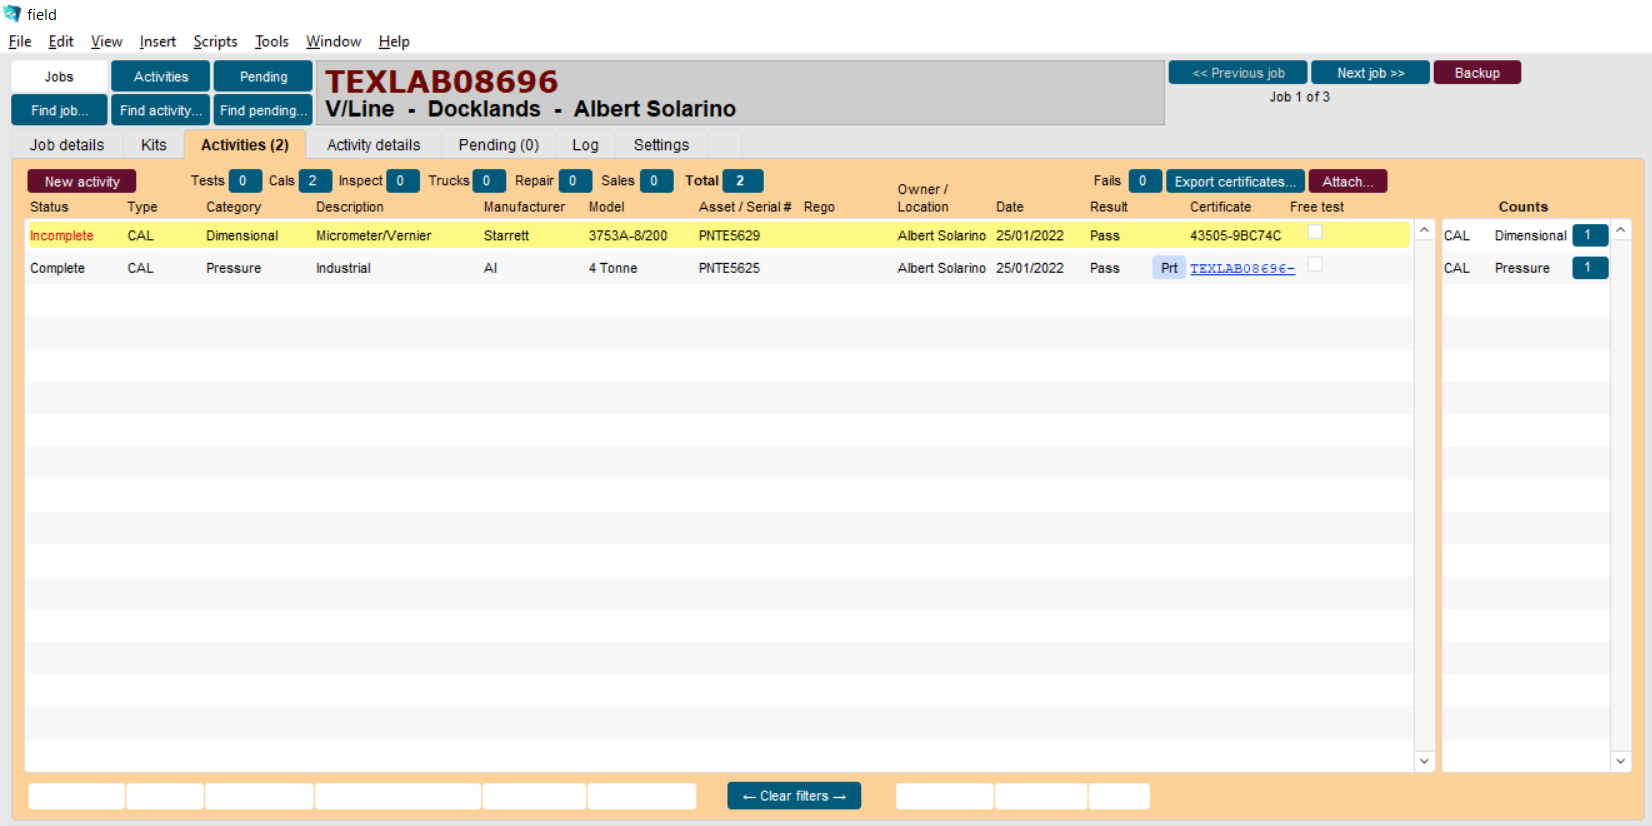 field
File Edit View Insert Scripts Tools Window Help
Jobs Activities Pending
Find job... Find activity... Find pending...
TEXLAB08696
V/Line - Docklands - Albert Solarino
<< Previous job Next job >> Backup
Job 1 of 3
Job details Kits Activities (2) Activity details Pending (0) Log Settings
New activity Tests 0 Cals 2 Inspect 0 Trucks 0 Repair 0 Sales 0 Total 2 Fails 0 Export certificates... Attach...
Status Type Category Description Manufacturer Model Asset / Serial # Rego Owner / Location Date Result Certificate Free test Counts
Incomplete CAL Dimensional Micrometer/Vernier Starrett 3753A-8/200 PNTE5629 Albert Solarino 25/01/2022 Pass 43505-9BC74C CAL Dimensional 1
Complete CAL Pressure Industrial AI 4 Tonne PNTE5625 Albert Solarino 25/01/2022 Pass Prt TEXLAB08696- CAL Pressure 1
← Clear filters →